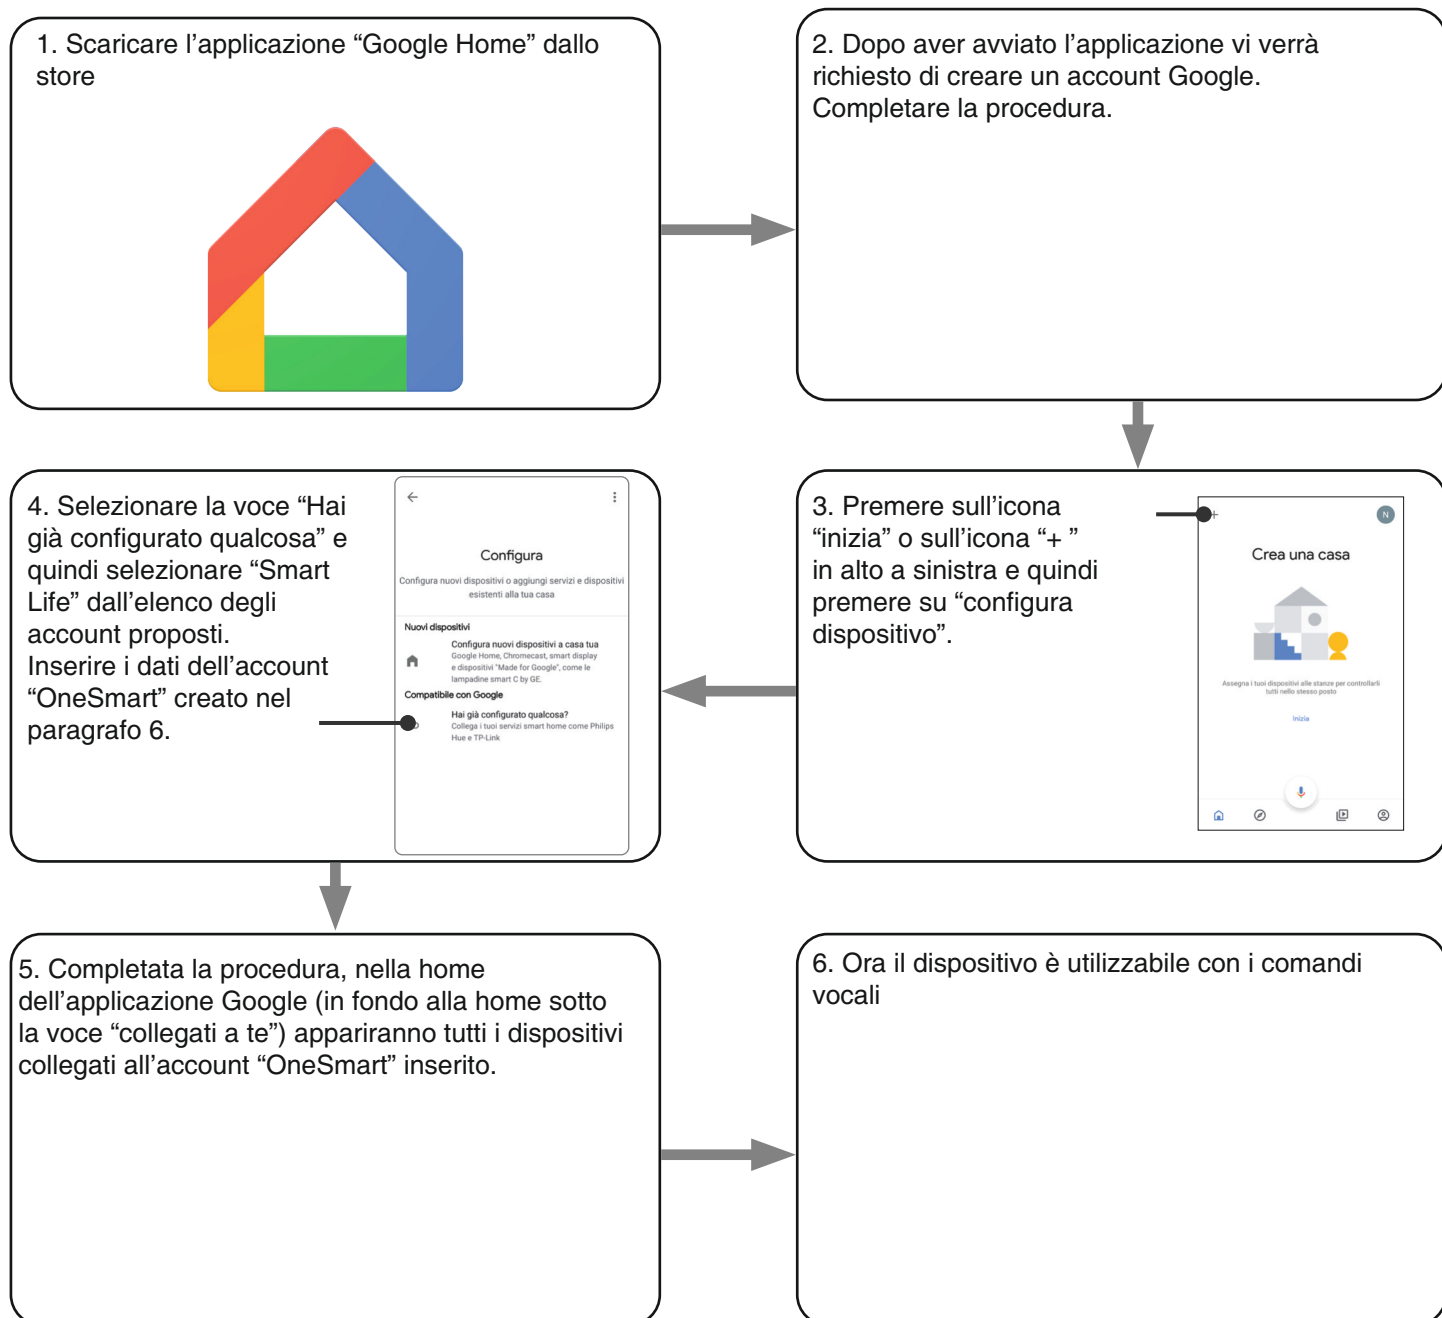 1. Scaricare l’applicazione “Google Home” dallo
store
2. Dopo aver avviato l’applicazione vi verrà
richiesto di creare un account Google.
Completare la procedura.
3. Premere sull’icona
“inizia” o sull’icona “+ ”
in alto a sinistra e quindi
premere su “configura
dispositivo”.
+
N
Crea una casa
Assegna i tuoi dispositivi alle stanze per controllarli
tutti nello stesso posto
Inizia
4. Selezionare la voce “Hai
già configurato qualcosa” e
quindi selezionare “Smart
Life” dall’elenco degli
account proposti.
Inserire i dati dell’account
“OneSmart” creato nel
paragrafo 6.
Configura
Configura nuovi dispositivi o aggiungi servizi e dispositivi
esistenti alla tua casa
Nuovi dispositivi
Configura nuovi dispositivi a casa tua
Google Home, Chromecast, smart display
e dispositivi "Made for Google", come le
lampadine smart C by GE.
Compatibile con Google
Hai già configurato qualcosa?
Collega i tuoi servizi smart home come Philips
Hue e TP-Link
5. Completata la procedura, nella home
dell’applicazione Google (in fondo alla home sotto
la voce “collegati a te”) appariranno tutti i dispositivi
collegati all’account “OneSmart” inserito.
6. Ora il dispositivo è utilizzabile con i comandi
vocali